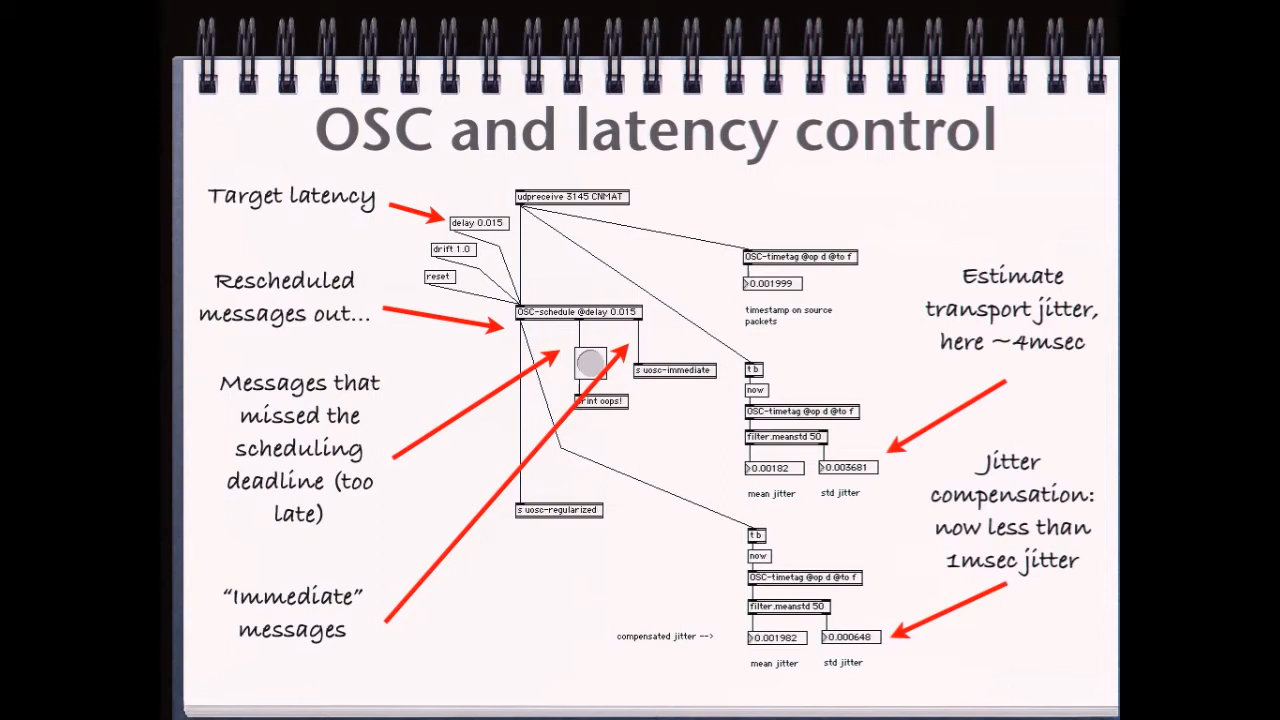 OSC and latency control
Target latency
Rescheduled
messages out...
Messages that
missed the
scheduling
deadline (too
late)
“Immediate”
messages
udpreceive 3145 CNMAT
delay 0.015
drift 1.0
reset
OSC-schedule @delay 0.015
s uosc-immediate
print oops!
s uosc-regularized
OSC-timetag @op d @to f
0.001999
timestamp on source
packets
t b
now
OSC-timetag @op d @to f
filter.meanstd 50
0.00182
0.003681
mean jitter
std jitter
t b
now
OSC-timetag @op d @to f
filter.meanstd 50
compensated jitter -->
0.001982
0.000648
mean jitter
std jitter
Estimate
transport jitter,
here ~4msec
Jitter
compensation:
now less than
1msec jitter